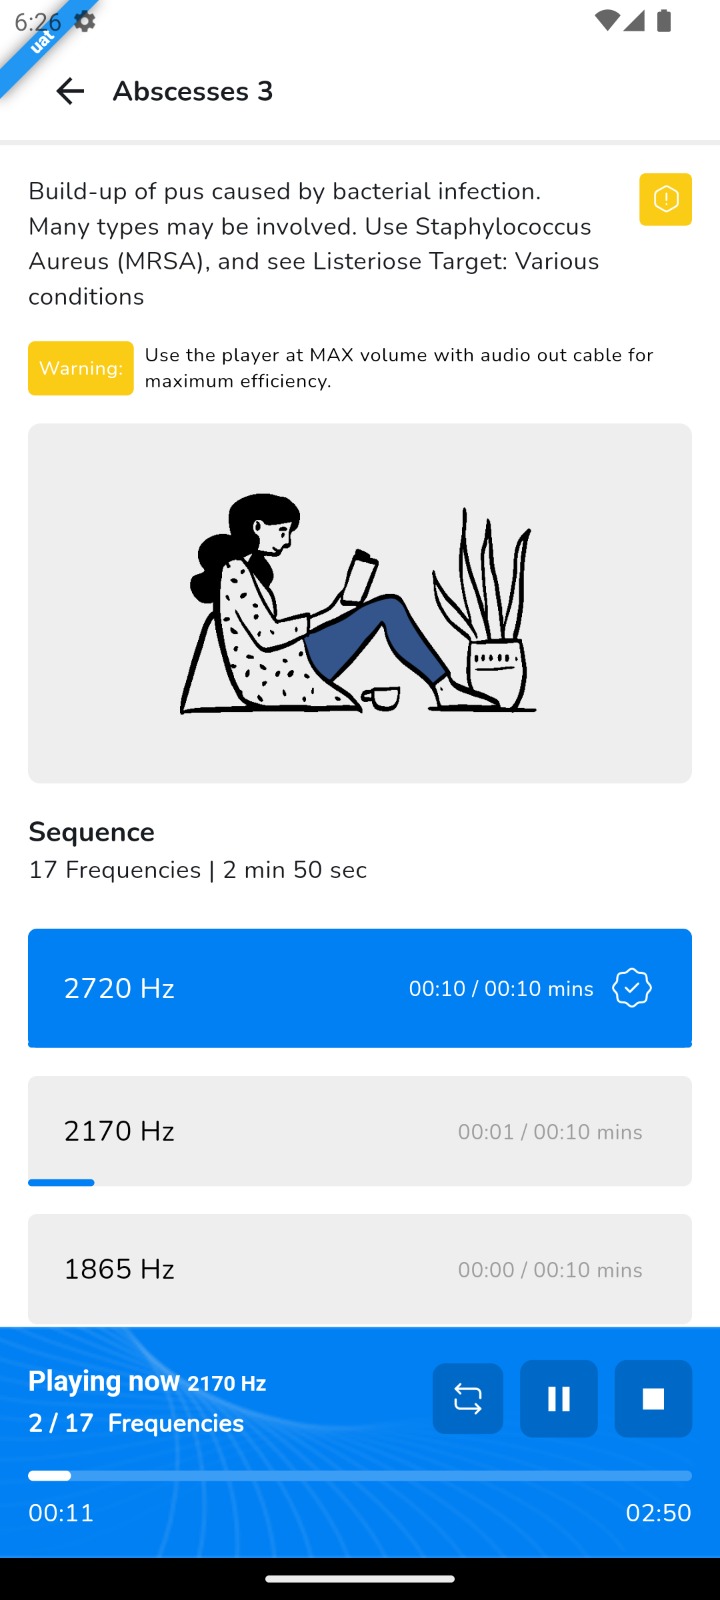 6:26
uat
Abscesses 3
Build-up of pus caused by bacterial infection.
Many types may be involved. Use Staphylococcus
Aureus (MRSA), and see Listeriose Target: Various
conditions
Warning:
Use the player at MAX volume with audio out cable for
maximum efficiency.
Sequence
17 Frequencies | 2 min 50 sec
2720 Hz 00:10 / 00:10 mins
2170 Hz 00:01 / 00:10 mins
1865 Hz 00:00 / 00:10 mins
Playing now 2170 Hz
2 / 17 Frequencies
00:11 02:50